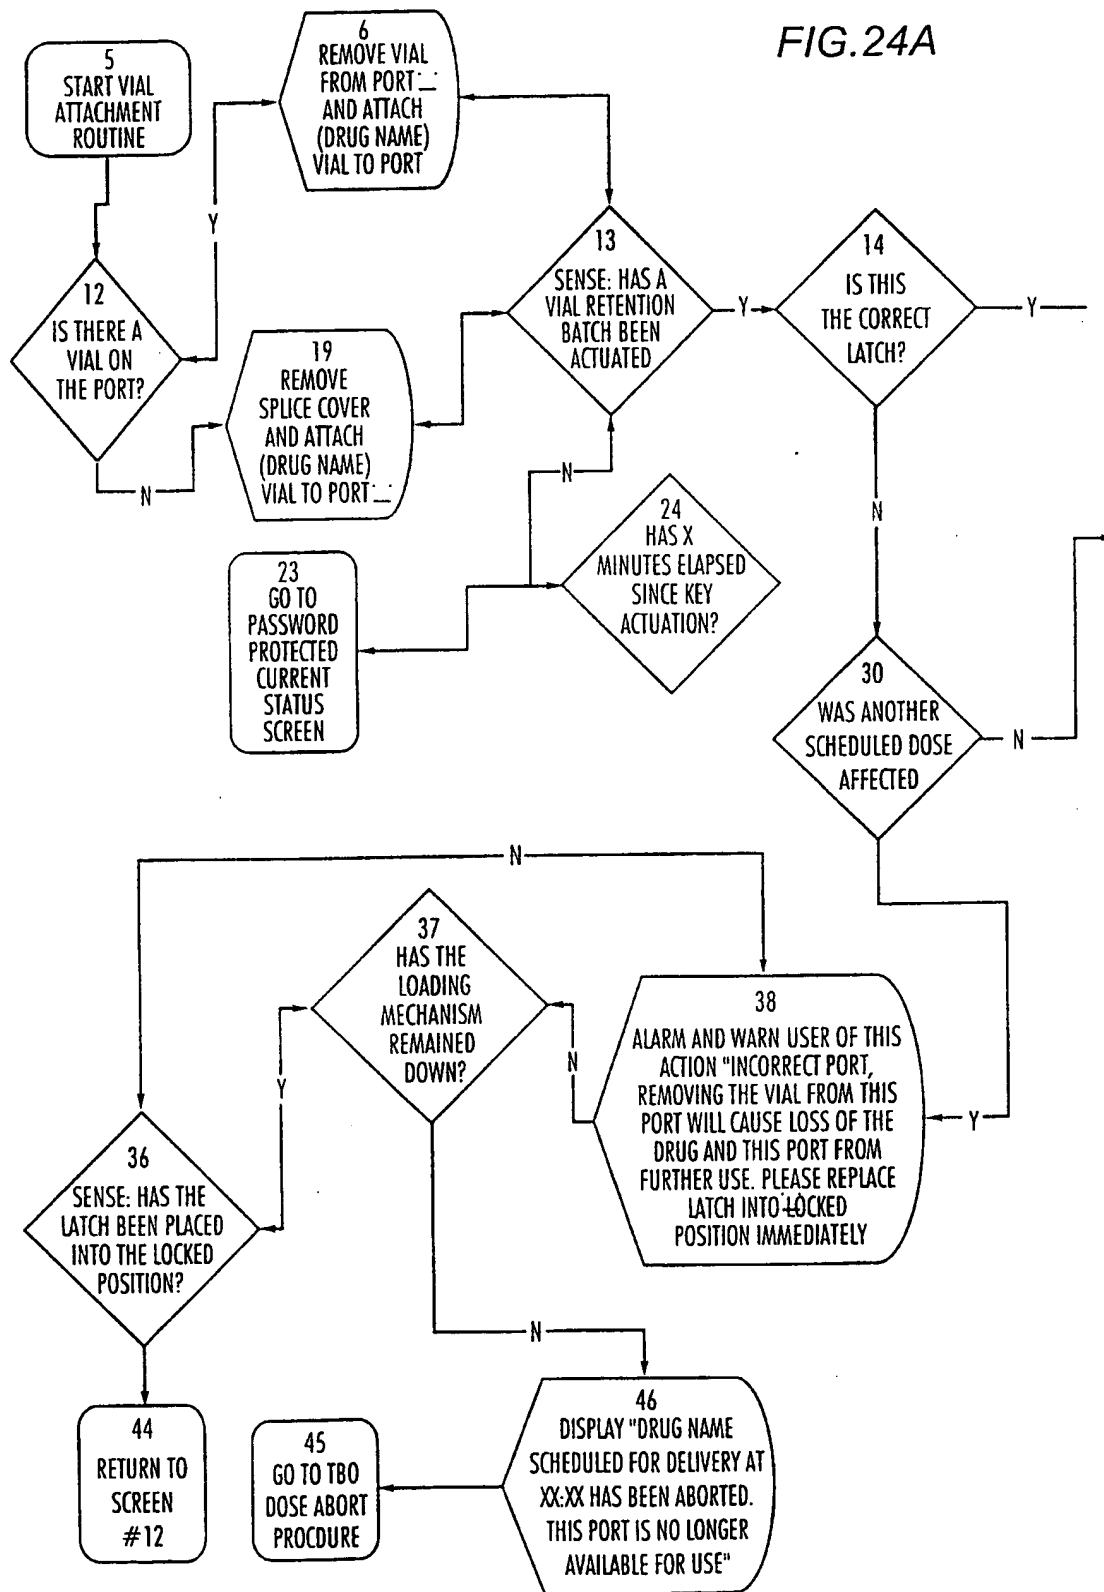 FIG.24A
5
START VIAL
ATTACHMENT
ROUTINE
6
REMOVE VIAL
FROM PORT__
AND ATTACH
(DRUG NAME)
VIAL TO PORT
Y
12
IS THERE A
VIAL ON
THE PORT?
N
19
REMOVE
SPLICE COVER
AND ATTACH
(DRUG NAME)
VIAL TO PORT__
13
SENSE: HAS A
VIAL RETENTION
BATCH BEEN
ACTUATED
Y
14
IS THIS
THE CORRECT
LATCH?
Y
N
N
23
GO TO
PASSWORD
PROTECTED
CURRENT
STATUS
SCREEN
24
HAS X
MINUTES ELAPSED
SINCE KEY
ACTUATION?
30
WAS ANOTHER
SCHEDULED DOSE
AFFECTED
N
N
37
HAS THE
LOADING
MECHANISM
REMAINED
DOWN?
Y
N
38
ALARM AND WARN USER OF THIS
ACTION "INCORRECT PORT,
REMOVING THE VIAL FROM THIS
PORT WILL CAUSE LOSS OF THE
DRUG AND THIS PORT FROM
FURTHER USE. PLEASE REPLACE
LATCH INTO LOCKED
POSITION IMMEDIATELY
Y
36
SENSE: HAS THE
LATCH BEEN PLACED
INTO THE LOCKED
POSITION?
N
44
RETURN TO
SCREEN
#12
45
GO TO TBO
DOSE ABORT
PROCDURE
46
DISPLAY "DRUG NAME
SCHEDULED FOR DELIVERY AT
XX:XX HAS BEEN ABORTED.
THIS PORT IS NO LONGER
AVAILABLE FOR USE"